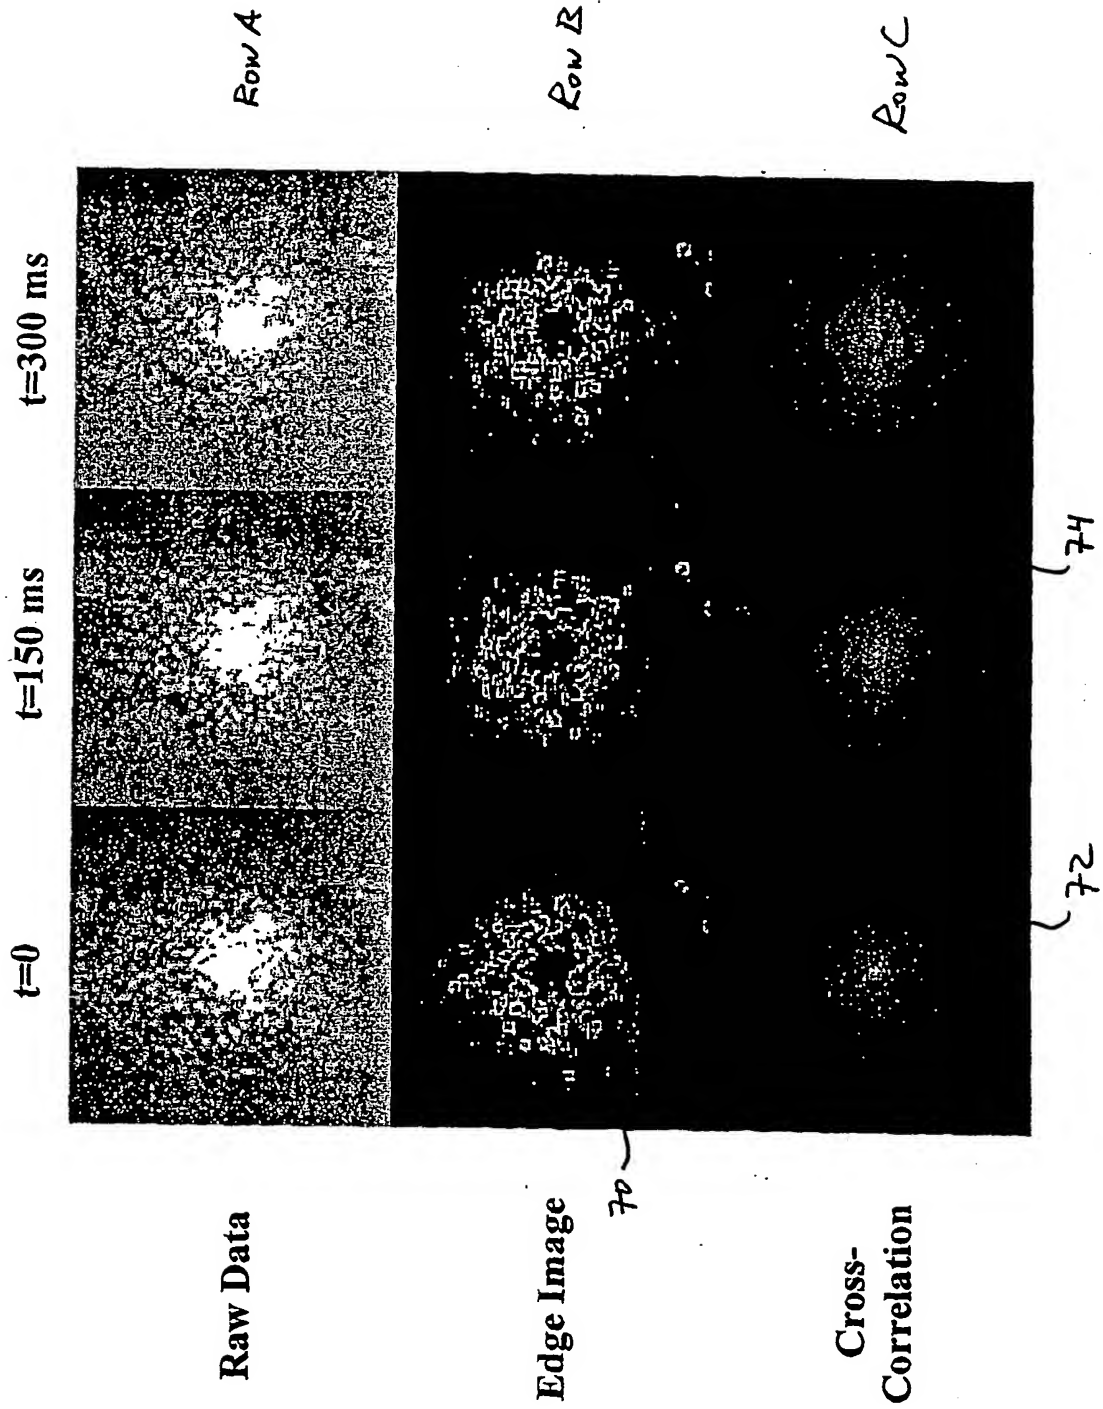 t=0
t=150 ms
t=300 ms
Raw Data
Row A
Edge Image
Row B
70
Cross-
Correlation
Row C
72
74